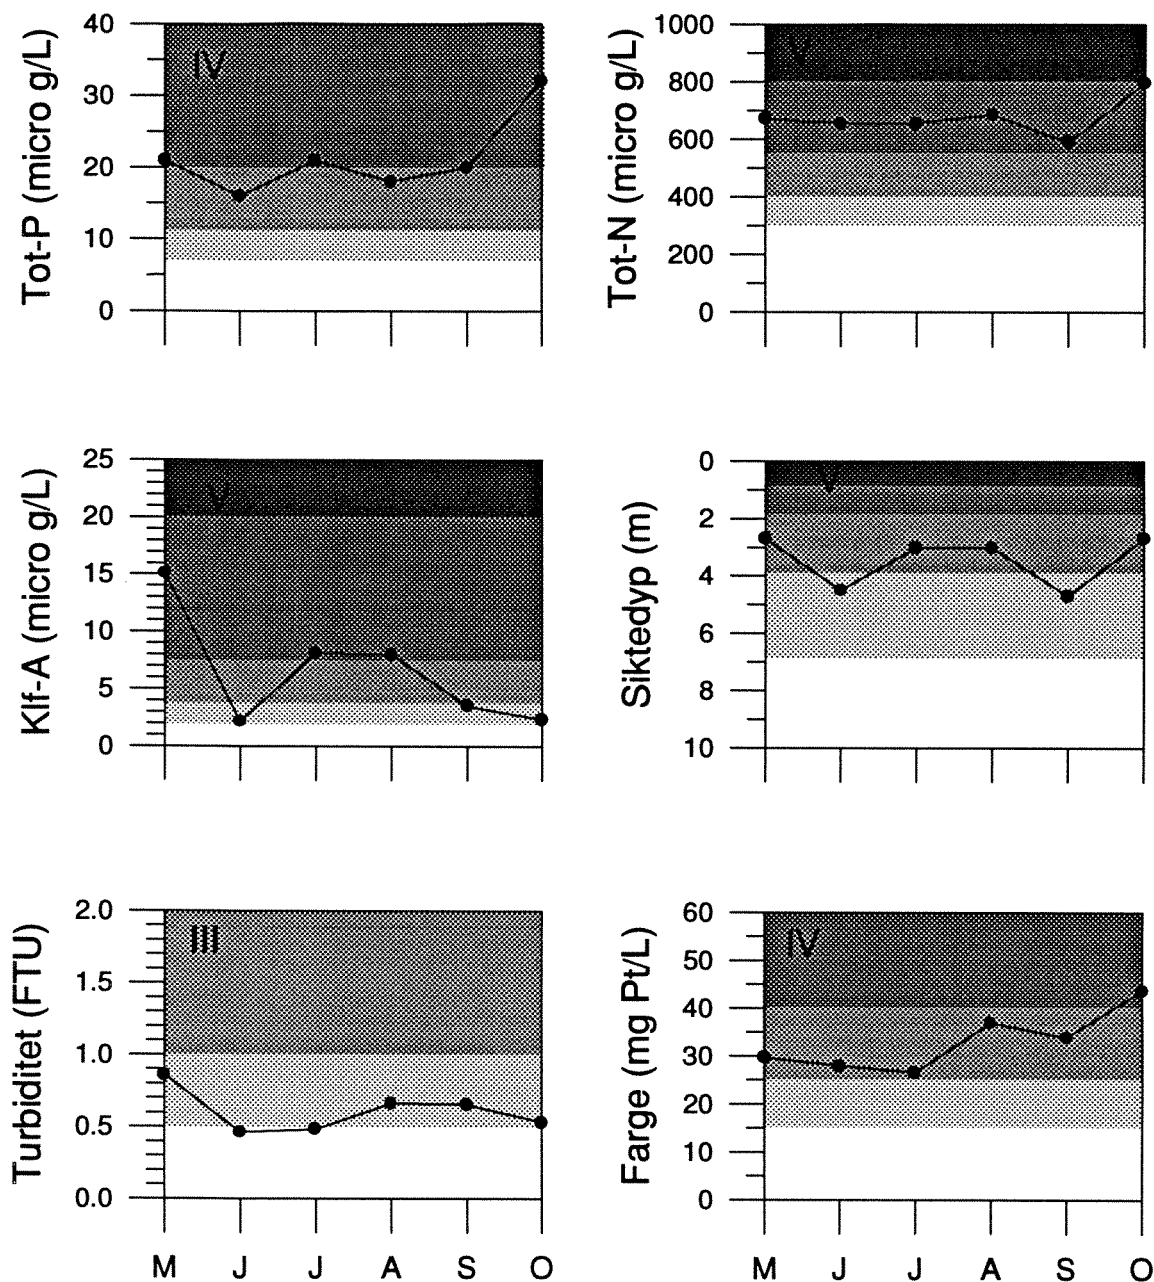 Tot-P (micro g/L)
40
30
20
10
0
IV
Tot-N (micro g/L)
1000
800
600
400
200
0
V
Klf-A (micro g/L)
25
20
15
10
5
0
V
Siktedyp (m)
0
2
4
6
8
10
V
Turbiditet (FTU)
2.0
1.5
1.0
0.5
0.0
III
M J J A S O
Farge (mg Pt/L)
60
50
40
30
20
10
0
IV
M J J A S O